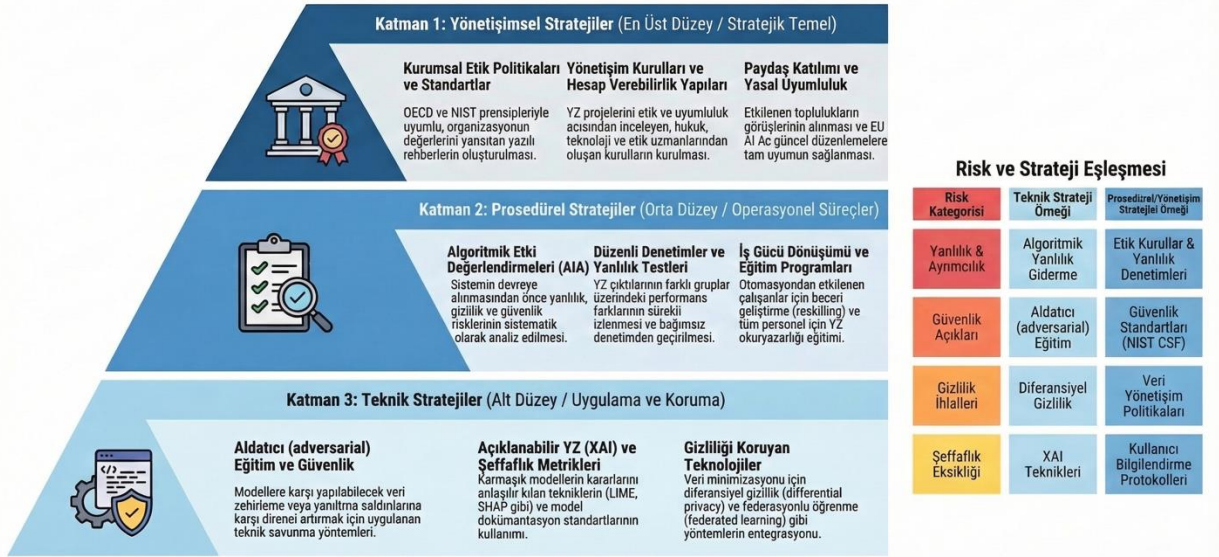 Katman 1: Yönetişimsel Stratejiler (En Üst Düzey / Stratejik Temel)
Kurumsal Etik Politikaları
ve Standartlar
OECD ve NIST prensipleriyle
uyumlu, organizasyonun
değerlerini yansıtan yazılı
rehberlerin oluşturulması.
Yönetişim Kurulları ve
Hesap Verebilirlik Yapıları
YZ projelerini etik ve uyumluluk
acısından inceleyen, hukuk,
teknoloji ve etik uzmanlarından
oluşan kurulların kurulması.
Paydaş Katılımı ve
Yasal Uyumluluk
Etkilenen toplulukların
görüşlerinin alınması ve EU
AI Ac güncel düzenlemelere
tam uyumun sağlanması.
Katman 2: Prosedürel Stratejiler (Orta Düzey / Operasyonel Süreçler)
Algoritmik Etki
Değerlendirmeleri (AIA)
Sistemin devreye
alınmasından önce yanlılık,
giziilik ve güvenlik
risklerinin sistematik
olarak analiz edilmesi.
Düzenli Denetimler ve
Yanlılık Testleri
YZ çıktılarının farklı gruplar
üzerindeki performans
farklarının sürekii
izlenmesi ve bağımsız
denetimden geçirilmesi.
İş Gücü Dönüşümü ve
Eğitim Programları
Otomasyondan etkilenen
çalışanlar için beceri
geliştirme (reskilling) ve
tüm personel için YZ
okuryazarlığı eğitimi.
Katman 3: Teknik Stratejiler (Alt Düzey / Uygulama ve Koruma)
Aldatıcı (adversarial)
Eğitim ve Güvenlik
Modellere karşı yapılabilecek veri
zehirleme veya yanıltma saldınlarına
karşı direnei artırmak için uygulanan
teknik savunma yöntemleri.
Açıklanabilir YZ (XAI) ve
Şeffaflık Metrikleri
Karmaşık modellerin kararlarını
anlaşılır kılan tekniklerin (LIME,
SHAP gibi) ve model
dokümantasyon standartlarının
kullanımı.
Gizliliği Koruyan
Teknolojiler
Veri minimizasyonu için
diferansiyel gizillik (differential
privacy) ve federasyonlu öğrenme
(federated learning) gibi
yöntemlerin entegrasyonu.
Risk ve Strateji Eşleşmesi
Risk
Kategorisi
Teknik Strateji
Örneği
Prosedürel/Yönetişim
Stratejlei Örneği
Yanlılık &
Ayrımcılık
Algoritmik
Yanlılık
Giderme
Etik Kurallar &
Yanlılık
Denetimleri
Güvenlik
Açıkları
Aldatıcı
(adversarial)
Eğitim
Güvenlik
Standartları
(NIST CSF)
Gizlilik
İhlalleri
Diferansiyel
Gizlilik
Veri
Yönetişim
Politikaları
Şeffaflık
Eksikliği
XAI
Teknikleri
Kullanıcı
Bilgilendirme
Protokolleri